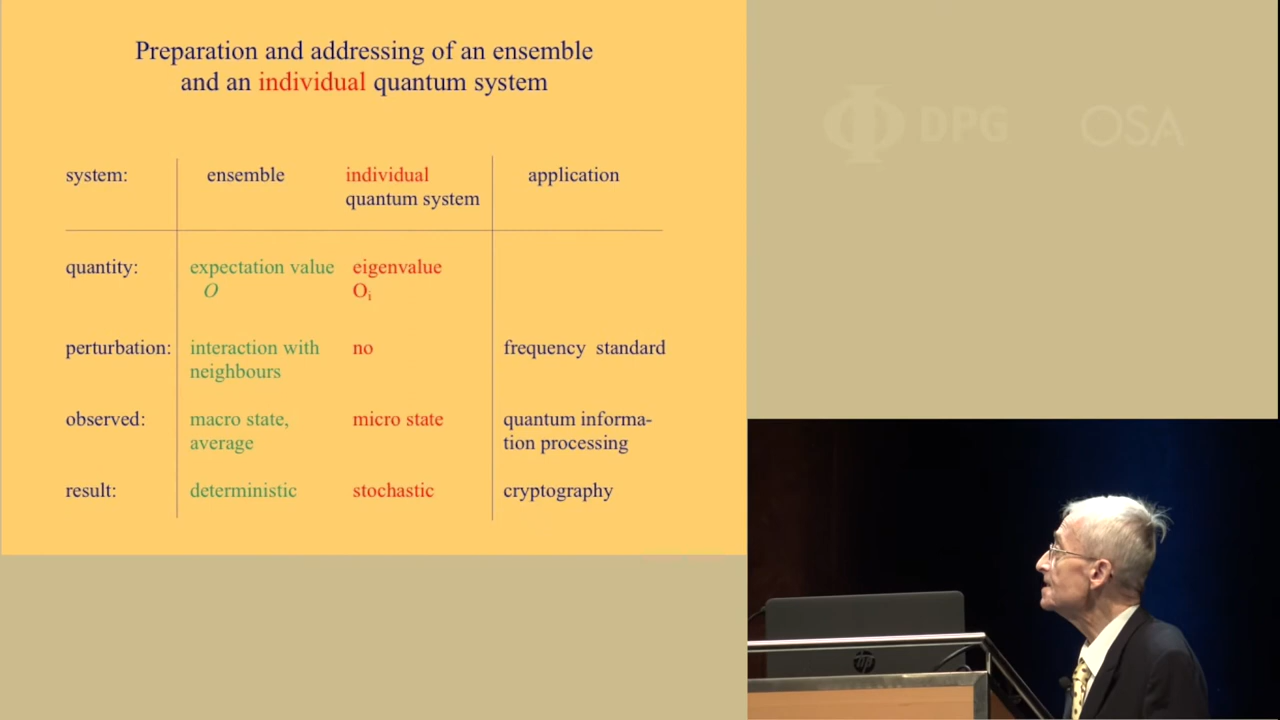 Preparation and addressing of an ensemble
and an individual quantum system
system: ensemble individual quantum system application
quantity: expectation value O eigenvalue Oi
perturbation: interaction with neighbours no frequency standard
observed: macro state, average micro state quantum informa-tion processing
result: deterministic stochastic cryptography
DPG OSA
hp